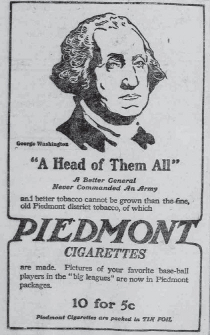 George Washington
"A Head of Them All"
A Better General
Never Commanded An Army
and better tobacco cannot be grown than the fine,
old Piedmont district tobacco, of which
PIEDMONT
CIGARETTES
are made. Pictures of your favorite base-ball
players in the "big leagues" are now in Piedmont
packages.
10 for 5c
Piedmont Cigarettes are packed in TIN FOIL